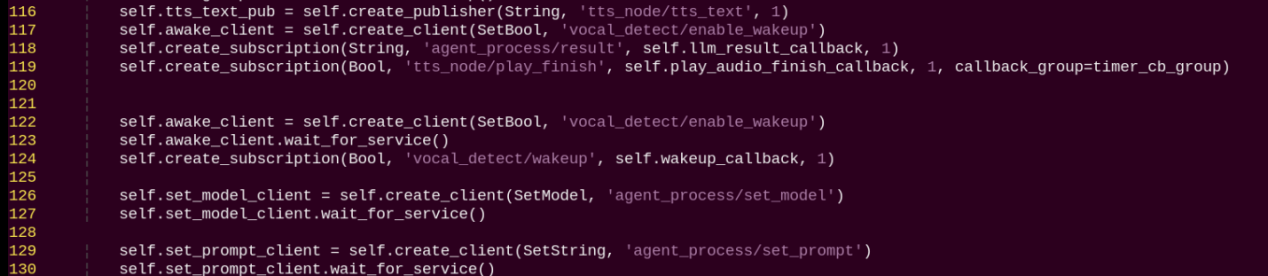 116 self.tts_text_pub = self.create_publisher(String, 'tts_node/tts_text', 1)
117 self.awake_client = self.create_client(SetBool, 'vocal_detect/enable_wakeup')
118 self.create_subscription(String, 'agent_process/result', self.llm_result_callback, 1)
119 self.create_subscription(Bool, 'tts_node/play_finish', self.play_audio_finish_callback, 1, callback_group=timer_cb_group)
120
121
122 self.awake_client = self.create_client(SetBool, 'vocal_detect/enable_wakeup')
123 self.awake_client.wait_for_service()
124 self.create_subscription(Bool, 'vocal_detect/wakeup', self.wakeup_callback, 1)
125
126 self.set_model_client = self.create_client(SetModel, 'agent_process/set_model')
127 self.set_model_client.wait_for_service()
128
129 self.set_prompt_client = self.create_client(SetString, 'agent_process/set_prompt')
130 self.set_prompt_client.wait_for_service()